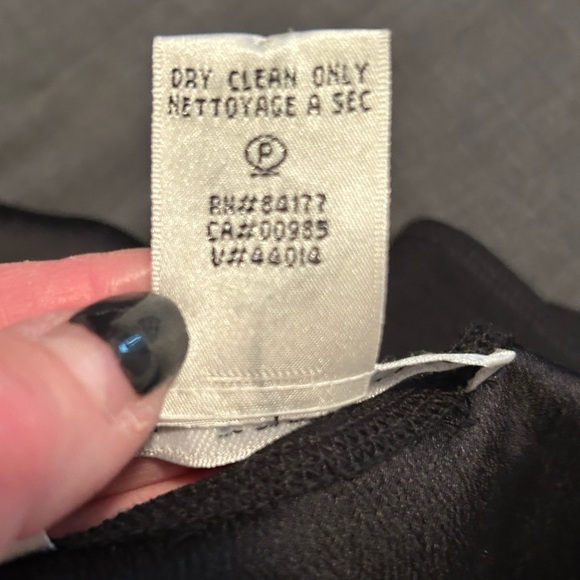 DRY CLEAN ONLY
NETTOYAGE A SEC
P
RN#84177
CA#00985
V#44014